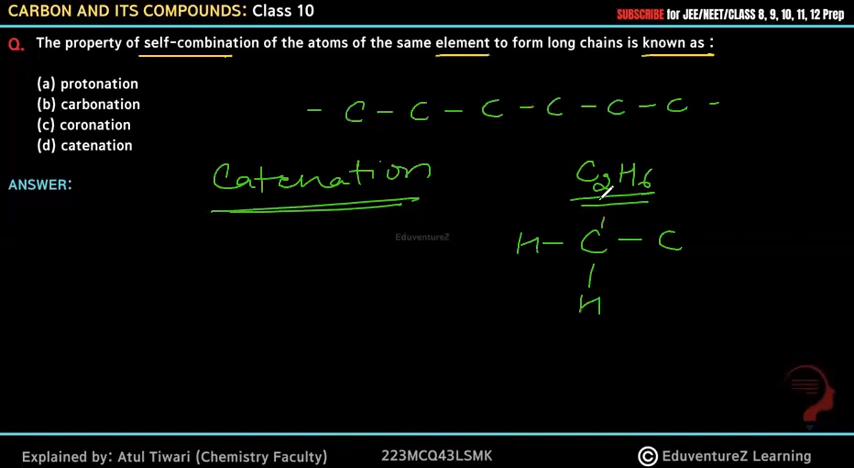 CARBON AND ITS COMPOUNDS: Class 10
SUBSCRIBE for JEE/NEET/CLASS 8, 9, 10, 11, 12 Prep
Q. The property of self-combination of the atoms of the same element to form long chains is known as :
(a) protonation
(b) carbonation
(c) coronation
(d) catenation
- C - C - C - C - C - C -
ANSWER:
Catenation
C2H6
EduventureZ
H - C - C
H
Explained by: Atul Tiwari (Chemistry Faculty)
223MCQ43LSMK
© EduventureZ Learning